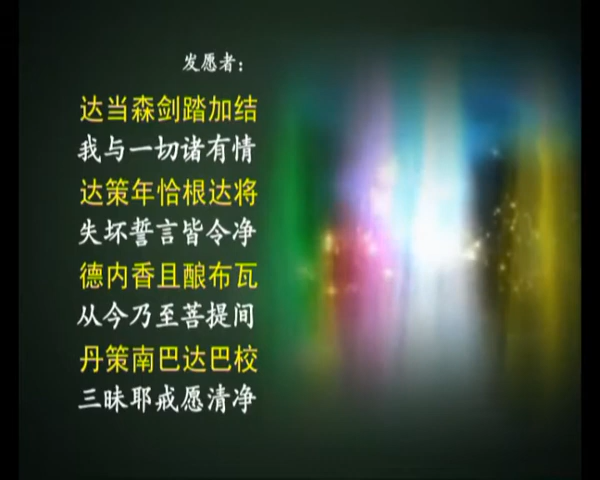 发愿者：
达当森剑踏加结
我与一切诸有情
达策年恰根达将
失坏誓言皆令净
德内香且酿布瓦
从今乃至菩提间
丹策南巴达巴校
三昧耶戒愿清净